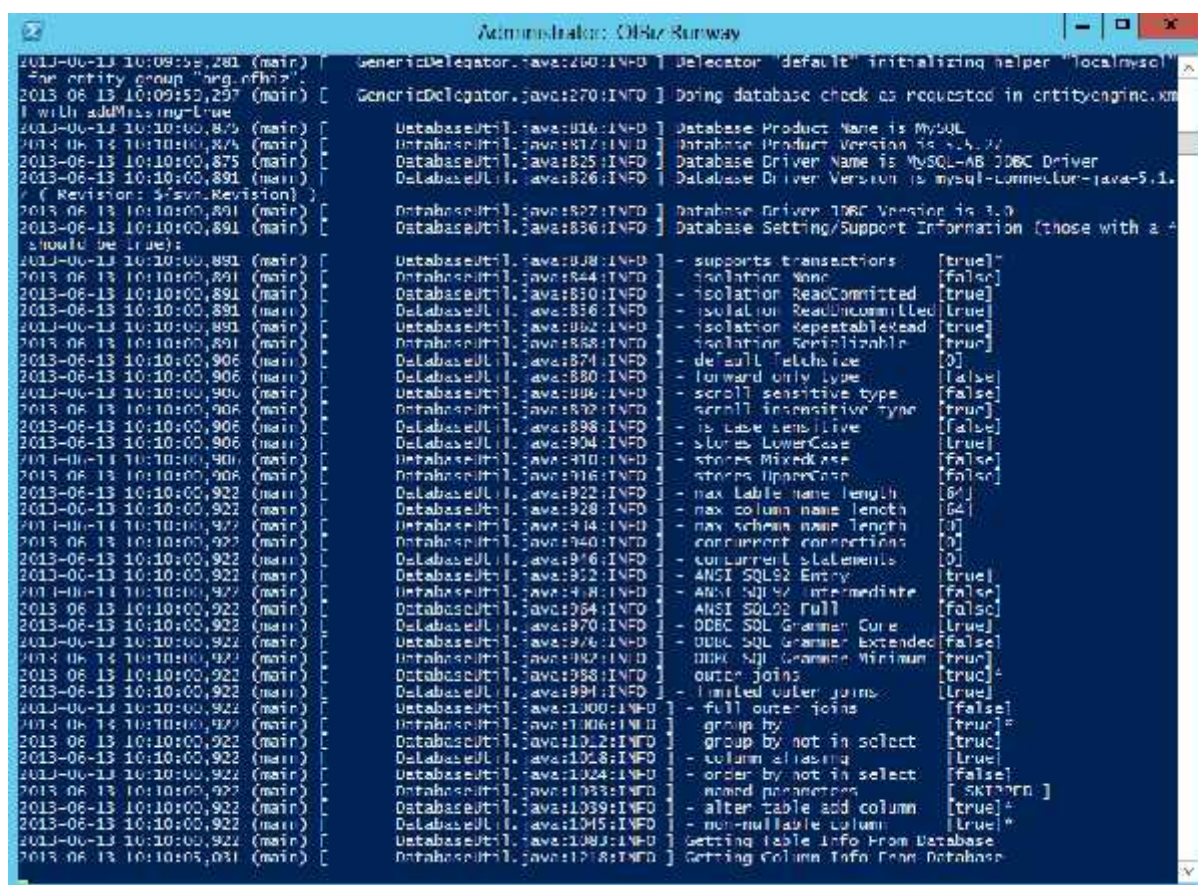 Administrator: OfBiz Runway
2013-06-13 10:09:59,281 (main) [ GenericDelegator.java:260:INFO ] Delegator "default" initializing helper "localmysql"
for entity group "org.ofbiz".
2013-06-13 10:09:59,297 (main) [ GenericDelegator.java:270:INFO ] Doing database check as requested in entityengine.xm
l with addMissing=true
2013-06-13 10:10:00,875 (main) [ DatabaseUtil.java:816:INFO ] Database Product Name is MySQL
2013-06-13 10:10:00,875 (main) [ DatabaseUtil.java:817:INFO ] Database Product Version is 5.5.27
2013-06-13 10:10:00,875 (main) [ DatabaseUtil.java:825:INFO ] Database Driver Name is MySQL-AB JDBC Driver
2013-06-13 10:10:00,891 (main) [ DatabaseUtil.java:826:INFO ] Database Driver Version is mysql-connector-java-5.1.
( Revision: ${svn.Revision} )
2013-06-13 10:10:00,891 (main) [ DatabaseUtil.java:827:INFO ] Database Driver JDBC Version is 3.0
2013-06-13 10:10:00,891 (main) [ DatabaseUtil.java:836:INFO ] Database Setting/Support Information (those with a *
should be true):
2013-06-13 10:10:00,891 (main) [ DatabaseUtil.java:838:INFO ] - supports transactions [true]*
2013-06-13 10:10:00,891 (main) [ DatabaseUtil.java:844:INFO ] - isolation None [false]
2013-06-13 10:10:00,891 (main) [ DatabaseUtil.java:850:INFO ] - isolation ReadCommitted [true]
2013-06-13 10:10:00,891 (main) [ DatabaseUtil.java:856:INFO ] - isolation ReadUncommitted[true]
2013-06-13 10:10:00,891 (main) [ DatabaseUtil.java:862:INFO ] - isolation RepeatableRead [true]
2013-06-13 10:10:00,891 (main) [ DatabaseUtil.java:868:INFO ] - isolation Serializable [true]
2013-06-13 10:10:00,906 (main) [ DatabaseUtil.java:874:INFO ] - default fetchsize [0]
2013-06-13 10:10:00,906 (main) [ DatabaseUtil.java:880:INFO ] - forward only type [false]
2013-06-13 10:10:00,906 (main) [ DatabaseUtil.java:886:INFO ] - scroll sensitive type [false]
2013-06-13 10:10:00,906 (main) [ DatabaseUtil.java:892:INFO ] - scroll insensitive type [true]
2013-06-13 10:10:00,906 (main) [ DatabaseUtil.java:898:INFO ] - is case sensitive [false]
2013-06-13 10:10:00,906 (main) [ DatabaseUtil.java:904:INFO ] - stores LowerCase [true]
2013-06-13 10:10:00,906 (main) [ DatabaseUtil.java:910:INFO ] - stores MixedCase [false]
2013-06-13 10:10:00,906 (main) [ DatabaseUtil.java:916:INFO ] - stores UpperCase [false]
2013-06-13 10:10:00,922 (main) [ DatabaseUtil.java:922:INFO ] - max table name length [64]
2013-06-13 10:10:00,922 (main) [ DatabaseUtil.java:928:INFO ] - max column name length [64]
2013-06-13 10:10:00,922 (main) [ DatabaseUtil.java:934:INFO ] - max schema name length [0]
2013-06-13 10:10:00,922 (main) [ DatabaseUtil.java:940:INFO ] - concurrent connections [0]
2013-06-13 10:10:00,922 (main) [ DatabaseUtil.java:946:INFO ] - concurrent statements [0]
2013-06-13 10:10:00,922 (main) [ DatabaseUtil.java:952:INFO ] - ANSI SQL92 Entry [true]
2013-06-13 10:10:00,922 (main) [ DatabaseUtil.java:958:INFO ] - ANSI SQL92 Intermediate [false]
2013-06-13 10:10:00,922 (main) [ DatabaseUtil.java:964:INFO ] - ANSI SQL92 Full [false]
2013-06-13 10:10:00,922 (main) [ DatabaseUtil.java:970:INFO ] - ODBC SQL Grammar Core [true]
2013-06-13 10:10:00,922 (main) [ DatabaseUtil.java:976:INFO ] - ODBC SQL Grammar Extended[false]
2013-06-13 10:10:00,922 (main) [ DatabaseUtil.java:982:INFO ] - ODBC SQL Grammar Minimum [true]
2013-06-13 10:10:00,922 (main) [ DatabaseUtil.java:988:INFO ] - outer joins [true]*
2013-06-13 10:10:00,922 (main) [ DatabaseUtil.java:994:INFO ] - limited outer joins [true]
2013-06-13 10:10:00,922 (main) [ DatabaseUtil.java:1000:INFO ] - full outer joins [false]
2013-06-13 10:10:00,922 (main) [ DatabaseUtil.java:1006:INFO ] - group by [true]*
2013-06-13 10:10:00,922 (main) [ DatabaseUtil.java:1012:INFO ] - group by not in select [true]
2013-06-13 10:10:00,922 (main) [ DatabaseUtil.java:1018:INFO ] - column aliasing [true]
2013-06-13 10:10:00,922 (main) [ DatabaseUtil.java:1024:INFO ] - order by not in select [false]
2013-06-13 10:10:00,922 (main) [ DatabaseUtil.java:1033:INFO ] - named parameters [ SKIPPED ]
2013-06-13 10:10:00,922 (main) [ DatabaseUtil.java:1039:INFO ] - alter table add column [true]*
2013-06-13 10:10:00,922 (main) [ DatabaseUtil.java:1045:INFO ] - non-nullable column [true]*
2013-06-13 10:10:00,922 (main) [ DatabaseUtil.java:1083:INFO ] Getting Table Info From Database
2013-06-13 10:10:05,031 (main) [ DatabaseUtil.java:1218:INFO ] Getting Column Info From Database